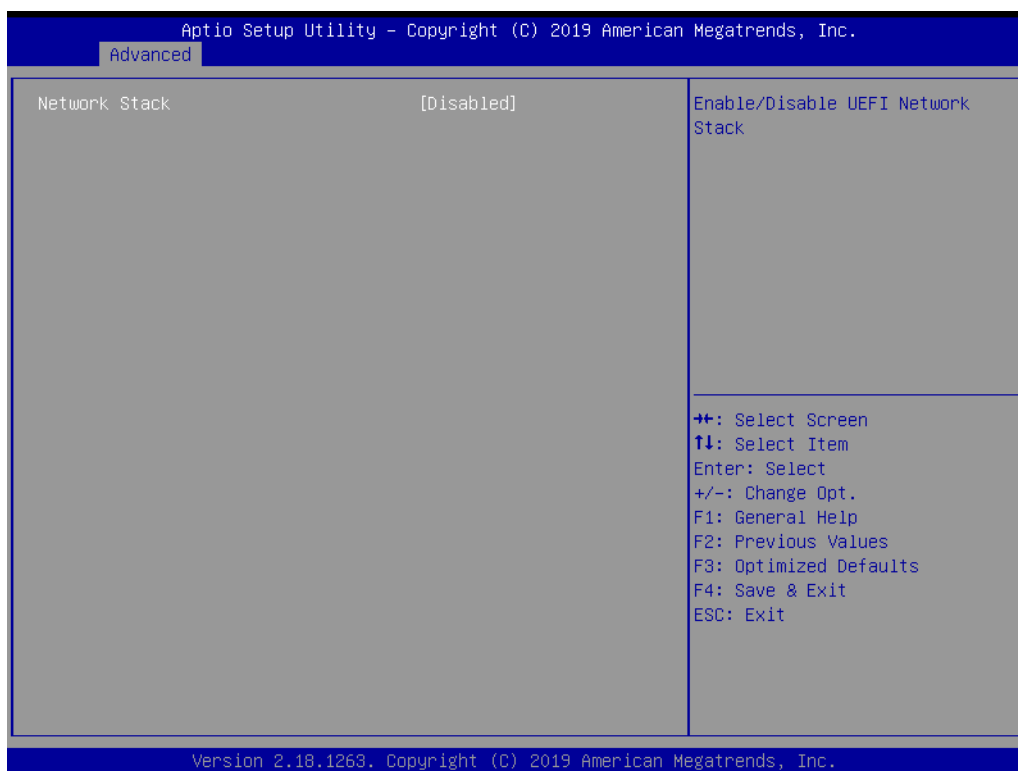 Aptio Setup Utility – Copyright (C) 2019 American Megatrends, Inc.
Advanced
Network Stack [Disabled]
Enable/Disable UEFI Network
Stack
→←: Select Screen
↑↓: Select Item
Enter: Select
+/-: Change Opt.
F1: General Help
F2: Previous Values
F3: Optimized Defaults
F4: Save & Exit
ESC: Exit
Version 2.18.1263. Copyright (C) 2019 American Megatrends, Inc.